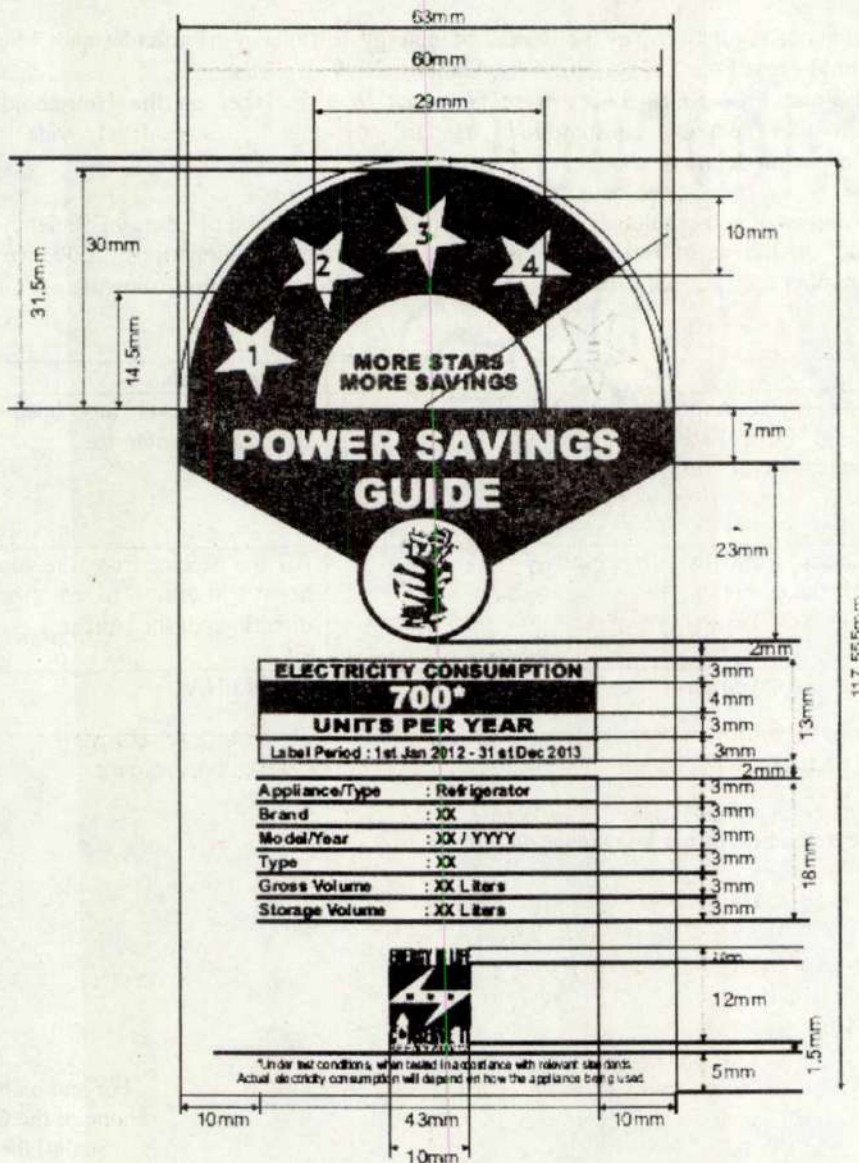 63mm
60mm
29mm
31.5mm
30mm
14.5mm
10mm
1
2
3
4
MORE STARS
MORE SAVINGS
POWER SAVINGS
GUIDE
7mm
23mm
2mm
ELECTRICITY CONSUMPTION
700*
UNITS PER YEAR
Label Period : 1st Jan 2012 - 31st Dec 2013
3mm
4mm
3mm
3mm
13mm
2mm
Appliance/Type : Refrigerator
Brand : XX
Model/Year : XX / YYYY
Type : XX
Gross Volume : XX Liters
Storage Volume : XX Liters
3mm
3mm
3mm
3mm
3mm
3mm
18mm
ENERGY IS LIFE
CONSERVE IT
12mm
1.5mm
5mm
*Under test conditions, when tested in accordance with relevant standards.
Actual electricity consumption will depend on how the appliance being used.
10mm
43mm
10mm
10mm